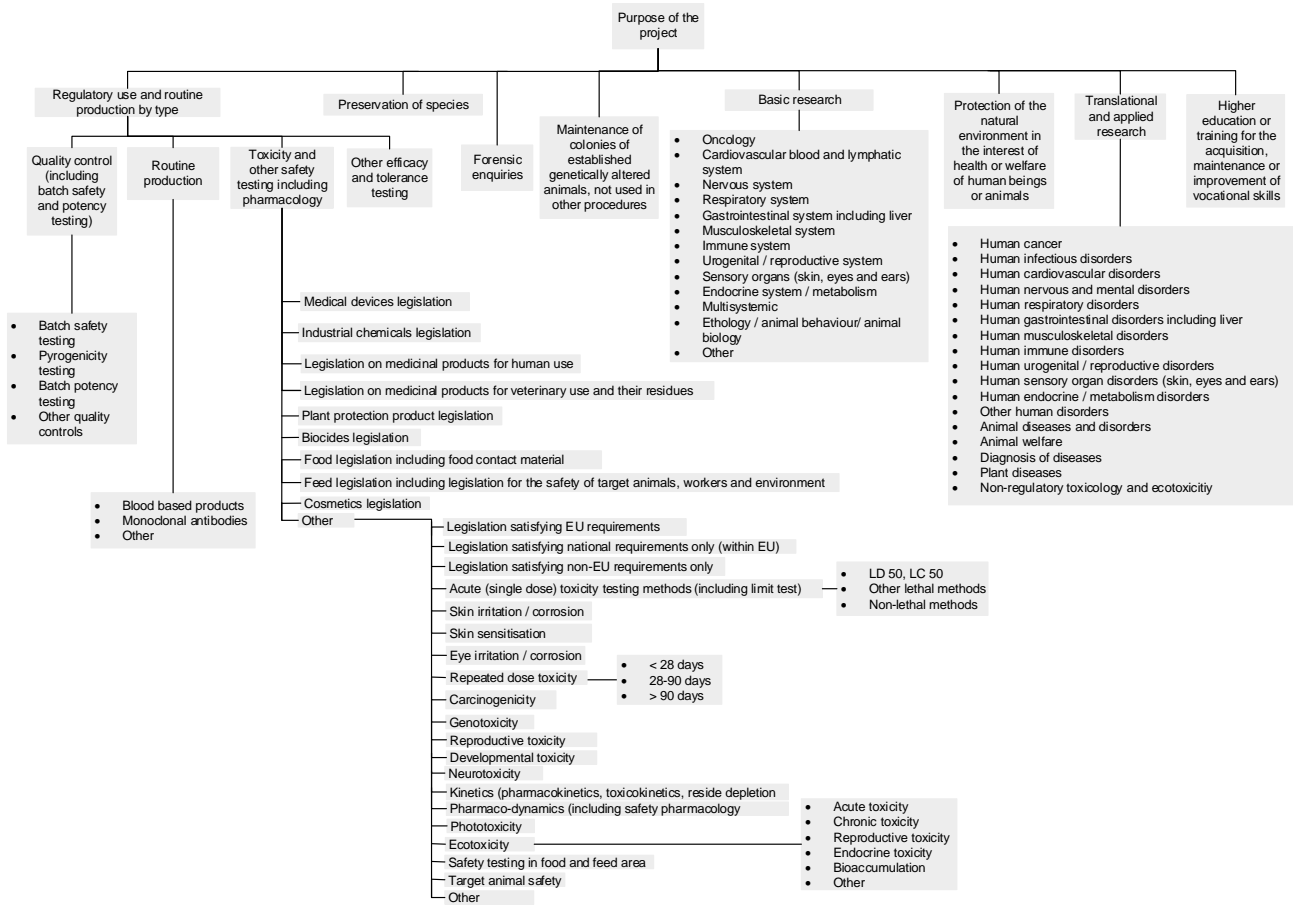 Purpose of the
project
Regulatory use and routine
production by type
Preservation of species
Forensic
enquiries
Maintenance of
colonies of
established
genetically altered
animals, not used in
other procedures
Basic research
Protection of the
natural
environment in
the interest of
health or welfare
of human beings
or animals
Translational
and applied
research
Higher
education or
training for the
acquisition,
maintenance or
improvement of
vocational skills
Quality control
(including
batch safety
and potency
testing)
Routine
production
Toxicity and
other safety
testing including
pharmacology
Other efficacy
and tolerance
testing
• Oncology
• Cardiovascular blood and lymphatic
system
• Nervous system
• Respiratory system
• Gastrointestinal system including liver
• Musculoskeletal system
• Immune system
• Urogenital / reproductive system
• Sensory organs (skin, eyes and ears)
• Endocrine system / metabolism
• Multisystemic
• Ethology / animal behaviour/ animal
biology
• Other
• Human cancer
• Human infectious disorders
• Human cardiovascular disorders
• Human nervous and mental disorders
• Human respiratory disorders
• Human gastrointestinal disorders including liver
• Human musculoskeletal disorders
• Human immune disorders
• Human urogenital / reproductive disorders
• Human sensory organ disorders (skin, eyes and ears)
• Human endocrine / metabolism disorders
• Other human disorders
• Animal diseases and disorders
• Animal welfare
• Diagnosis of diseases
• Plant diseases
• Non-regulatory toxicology and ecotoxicitiy
• Batch safety
testing
• Pyrogenicity
testing
• Batch potency
testing
• Other quality
controls
• Blood based products
• Monoclonal antibodies
• Other
Medical devices legislation
Industrial chemicals legislation
Legislation on medicinal products for human use
Legislation on medicinal products for veterinary use and their residues
Plant protection product legislation
Biocides legislation
Food legislation including food contact material
Feed legislation including legislation for the safety of target animals, workers and environment
Cosmetics legislation
Other
Legislation satisfying EU requirements
Legislation satisfying national requirements only (within EU)
Legislation satisfying non-EU requirements only
Acute (single dose) toxicity testing methods (including limit test)
• LD 50, LC 50
• Other lethal methods
• Non-lethal methods
Skin irritation / corrosion
Skin sensitisation
Eye irritation / corrosion
Repeated dose toxicity
• < 28 days
• 28-90 days
• > 90 days
Carcinogenicity
Genotoxicity
Reproductive toxicity
Developmental toxicity
Neurotoxicity
Kinetics (pharmacokinetics, toxicokinetics, reside depletion
Pharmaco-dynamics (including safety pharmacology
Phototoxicity
Ecotoxicity
• Acute toxicity
• Chronic toxicity
• Reproductive toxicity
• Endocrine toxicity
• Bioaccumulation
• Other
Safety testing in food and feed area
Target animal safety
Other